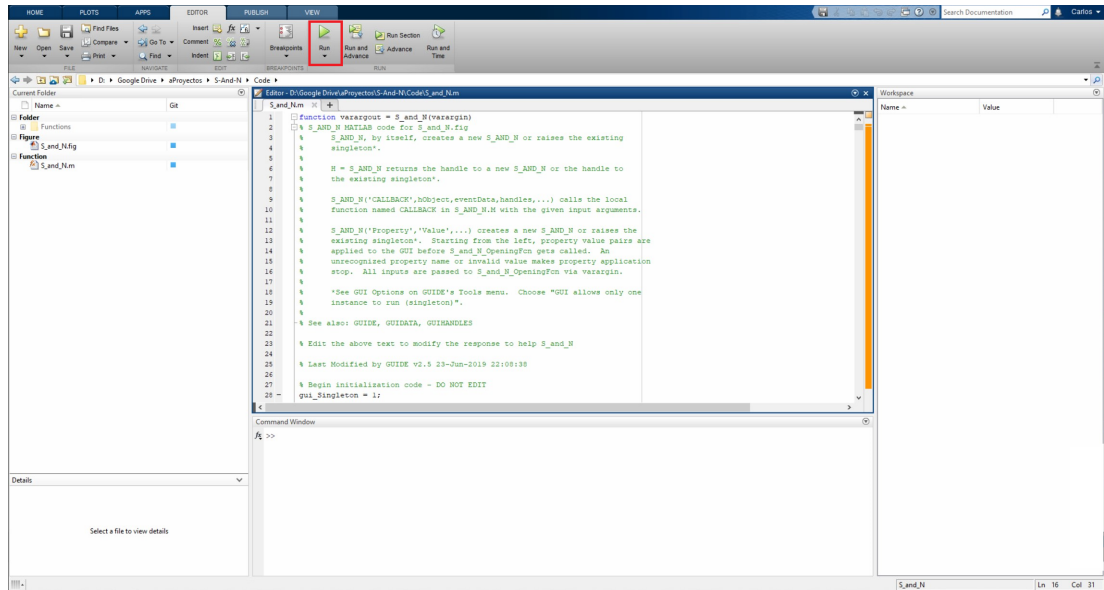 HOME PLOTS APPS EDITOR PUBLISH VIEW Search Documentation Carlos
New Open Save Find Files Compare Print Go To Find Insert fx Comment Indent Breakpoints Run Run and Advance Run Section Advance Run and Time
FILE NAVIGATE EDIT BREAKPOINTS RUN
D: Google Drive aProyectos S-And-N Code
Current Folder
Name Git
Folder
Functions
Figure
S_and_N.fig
Function
S_and_N.m
Details
Select a file to view details
Editor - D:\Google Drive\aProyectos\S-And-N\Code\S_and_N.m
S_and_N.m +
1 function varargout = S_and_N(varargin)
2 % S_AND_N MATLAB code for S_and_N.fig
3 % S_AND_N, by itself, creates a new S_AND_N or raises the existing
4 % singleton*.
5 %
6 % H = S_AND_N returns the handle to a new S_AND_N or the handle to
7 % the existing singleton*.
8 %
9 % S_AND_N('CALLBACK',hObject,eventData,handles,...) calls the local
10 % function named CALLBACK in S_AND_N.M with the given input arguments.
11 %
12 % S_AND_N('Property','Value',...) creates a new S_AND_N or raises the
13 % existing singleton*. Starting from the left, property value pairs are
14 % applied to the GUI before S_and_N_OpeningFcn gets called. An
15 % unrecognized property name or invalid value makes property application
16 % stop. All inputs are passed to S_and_N_OpeningFcn via varargin.
17 %
18 % *See GUI Options on GUIDE's Tools menu. Choose "GUI allows only one
19 % instance to run (singleton)".
20 %
21 % See also: GUIDE, GUIDATA, GUIHANDLES
22
23 % Edit the above text to modify the response to help S_and_N
24
25 % Last Modified by GUIDE v2.5 23-Jun-2019 22:08:38
26
27 % Begin initialization code - DO NOT EDIT
28 - gui_Singleton = 1;
Command Window
fx >>
Workspace
Name Value
S_and_N Ln 16 Col 31